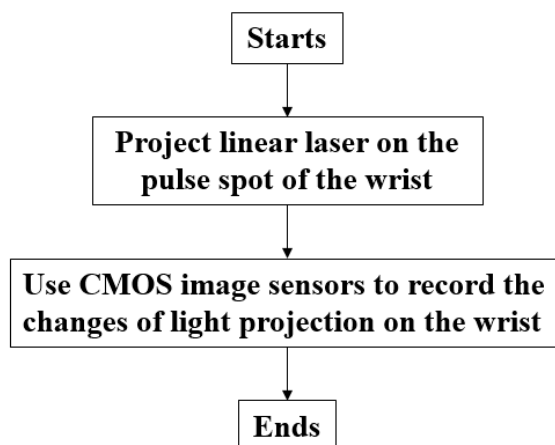 Starts
Project linear laser on the
pulse spot of the wrist
Use CMOS image sensors to record the
changes of light projection on the wrist
Ends